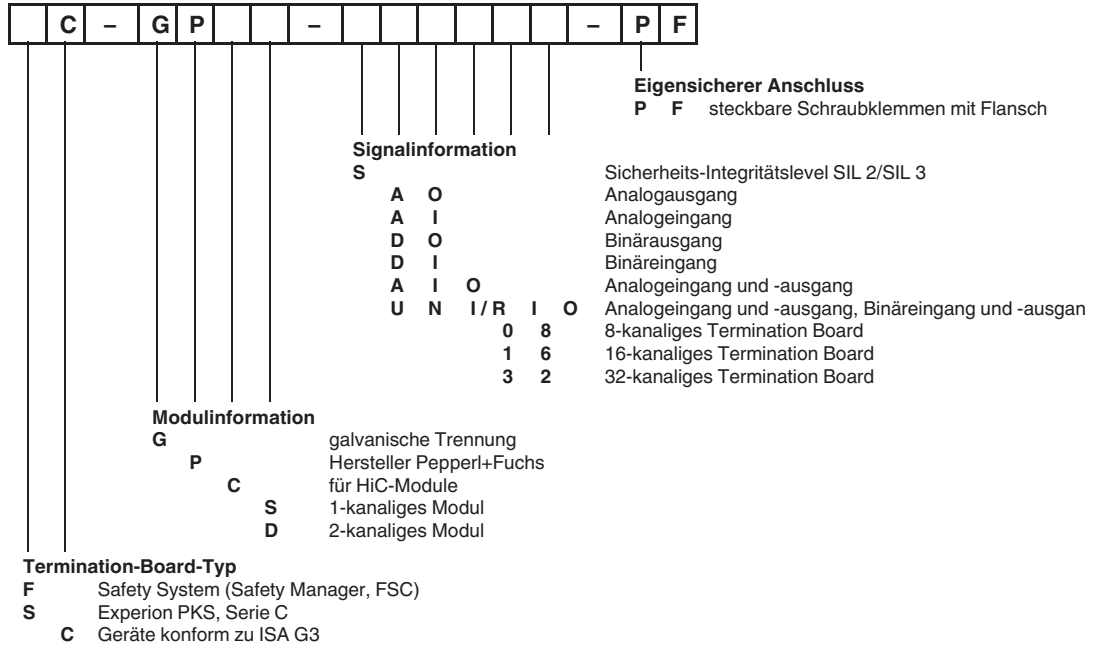 C – G P – – P F
Eigensicherer Anschluss
P F steckbare Schraubklemmen mit Flansch
Signalinformation
S Sicherheits-Integritätslevel SIL 2/SIL 3
A O Analogausgang
A I Analogeingang
D O Binärausgang
D I Binäreingang
A I O Analogeingang und -ausgang
U N I / R I O Analogeingang und -ausgang, Binäreingang und -ausgan
0 8 8-kanaliges Termination Board
1 6 16-kanaliges Termination Board
3 2 32-kanaliges Termination Board
Modulinformation
G galvanische Trennung
P Hersteller Pepperl+Fuchs
C für HiC-Module
S 1-kanaliges Modul
D 2-kanaliges Modul
Termination-Board-Typ
F Safety System (Safety Manager, FSC)
S Experion PKS, Serie C
C Geräte konform zu ISA G3